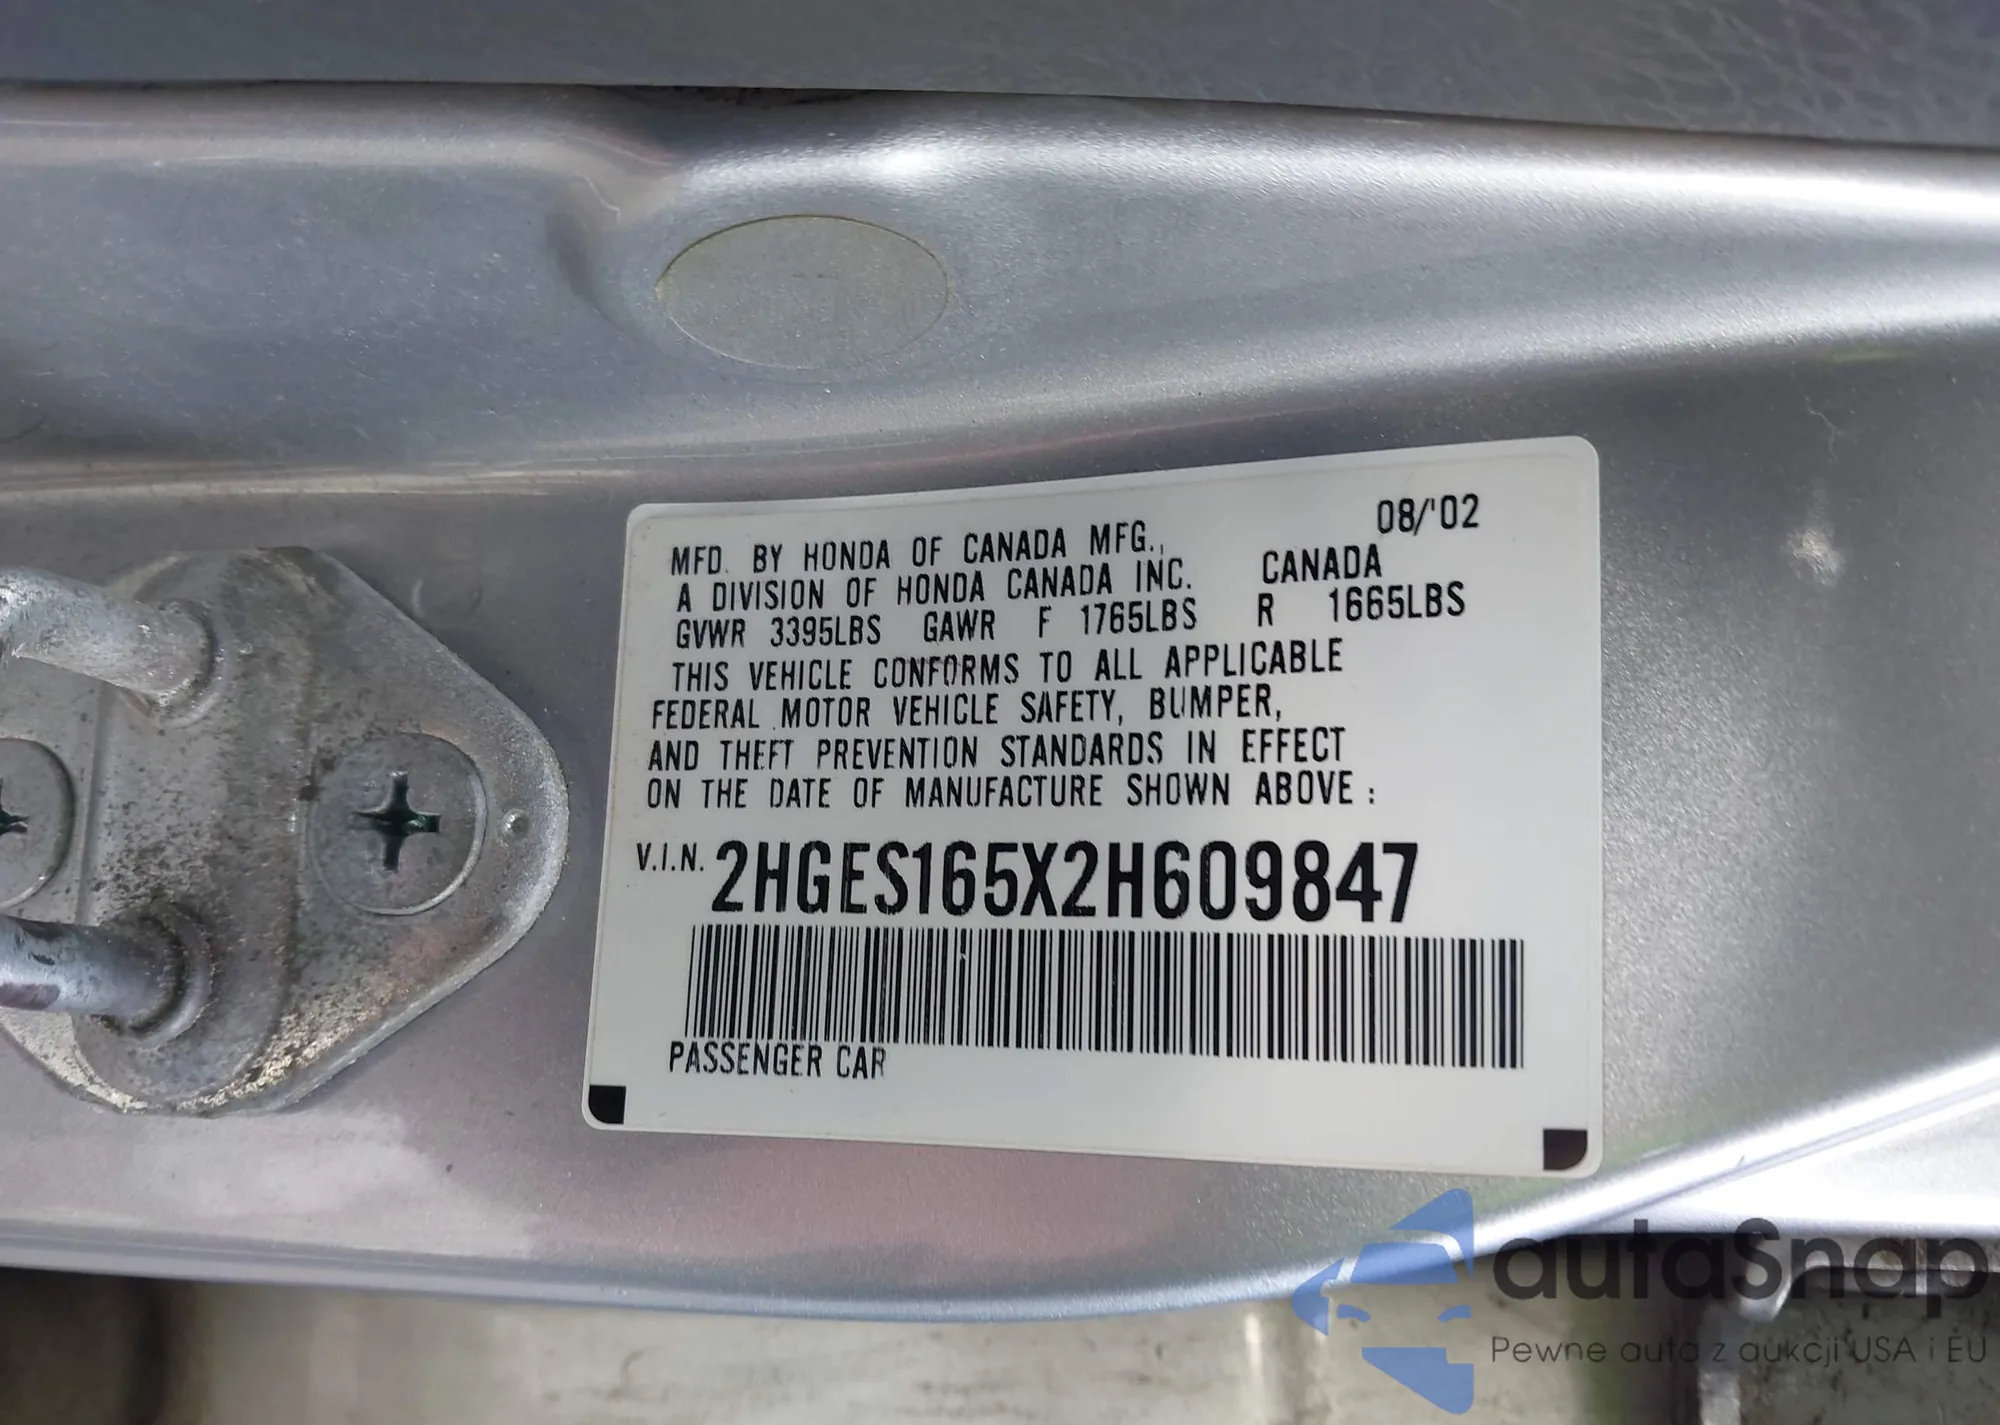 08/'02
MFD. BY HONDA OF CANADA MFG.,
A DIVISION OF HONDA CANADA INC. CANADA
GVWR 3395LBS GAWR F 1765LBS R 1665LBS
THIS VEHICLE CONFORMS TO ALL APPLICABLE
FEDERAL MOTOR VEHICLE SAFETY, BUMPER,
AND THEFT PREVENTION STANDARDS IN EFFECT
ON THE DATE OF MANUFACTURE SHOWN ABOVE :
V.I.N. 2HGES165X2H609847
PASSENGER CAR
autaSnap
Pewne auta z aukcji USA i EU